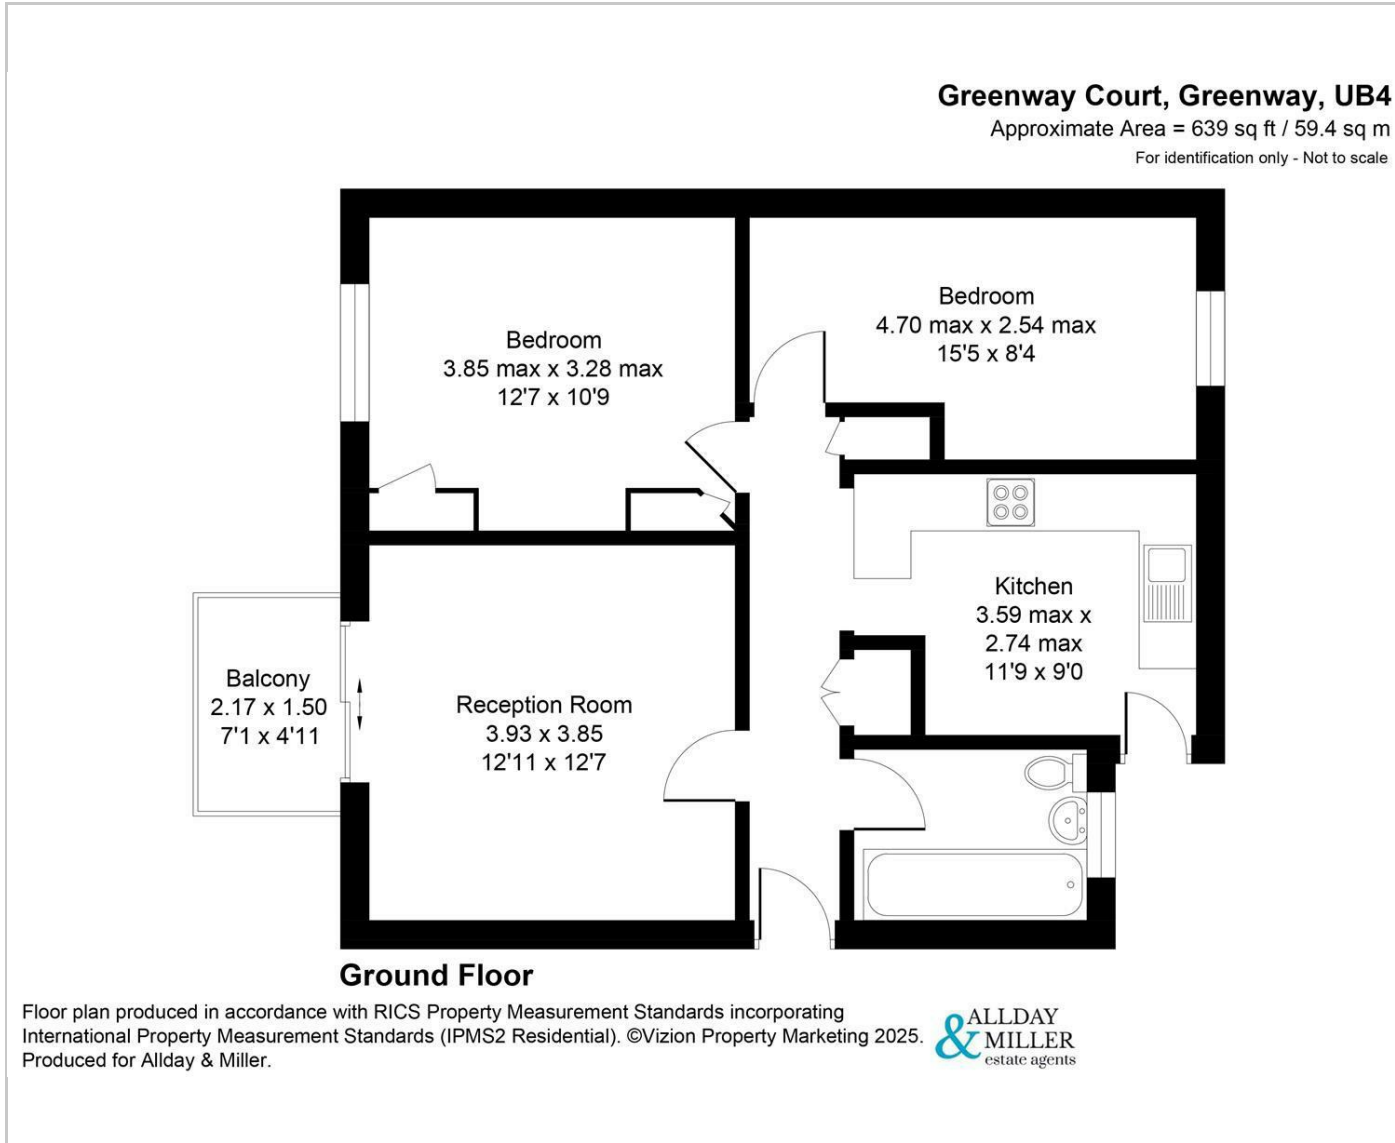 Greenway Court, Greenway, UB4
Approximate Area = 639 sq ft / 59.4 sq m
For identification only - Not to scale
Bedroom
4.70 max x 2.54 max
15'5 x 8'4
Bedroom
3.85 max x 3.28 max
12'7 x 10'9
Kitchen
3.59 max x
2.74 max
11'9 x 9'0
Balcony
2.17 x 1.50
7'1 x 4'11
Reception Room
3.93 x 3.85
12'11 x 12'7
Ground Floor
Floor plan produced in accordance with RICS Property Measurement Standards incorporating
International Property Measurement Standards (IPMS2 Residential). ©Vizion Property Marketing 2025.
Produced for Allday & Miller.
ALLDAY
& MILLER
estate agents